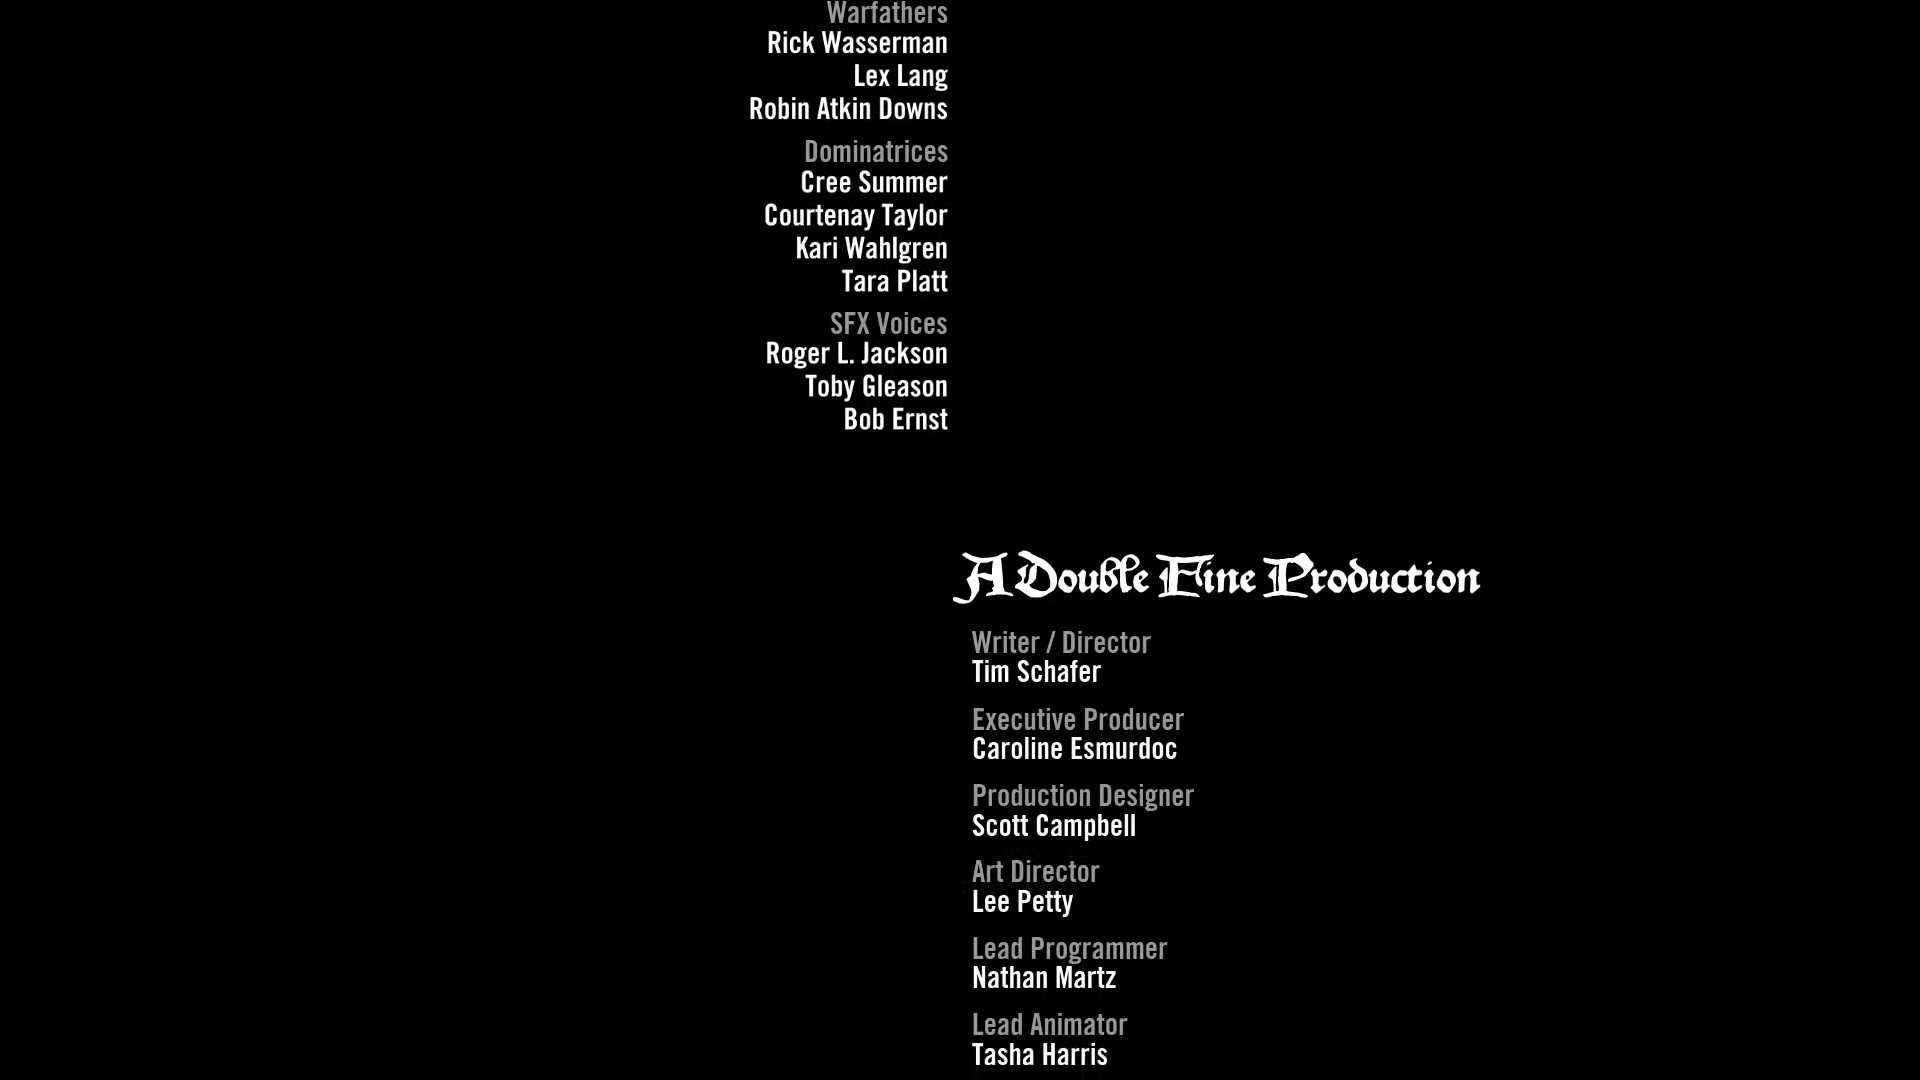 Warfathers
Rick Wasserman
Lex Lang
Robin Atkin Downs
Dominatrices
Cree Summer
Courtenay Taylor
Kari Wahlgren
Tara Platt
SFX Voices
Roger L. Jackson
Toby Gleason
Bob Ernst
A Double Fine Production
Writer / Director
Tim Schafer
Executive Producer
Caroline Esmurdoc
Production Designer
Scott Campbell
Art Director
Lee Petty
Lead Programmer
Nathan Martz
Lead Animator
Tasha Harris